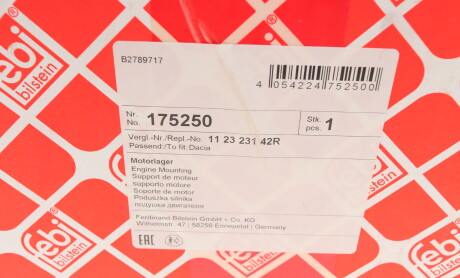 febi
bilstein
B2789717
4 054224 752500
Nr.
No. 175250
Stk.
pcs. 1
Vergl.-Nr./Repl.-No. 11 23 231 42R
Passend:/To fit: Dacia
Motorlager
Engine Mounting
Support de moteur
supporto motore
Soporte de motor
Poduszka silnika
подушка двигателя
Ferdinand Bilstein GmbH + Co. KG
Wilhelmstr. 47 | 58256 Ennepetal | Germany
EAC
febi
bilstein
febi
bilstein